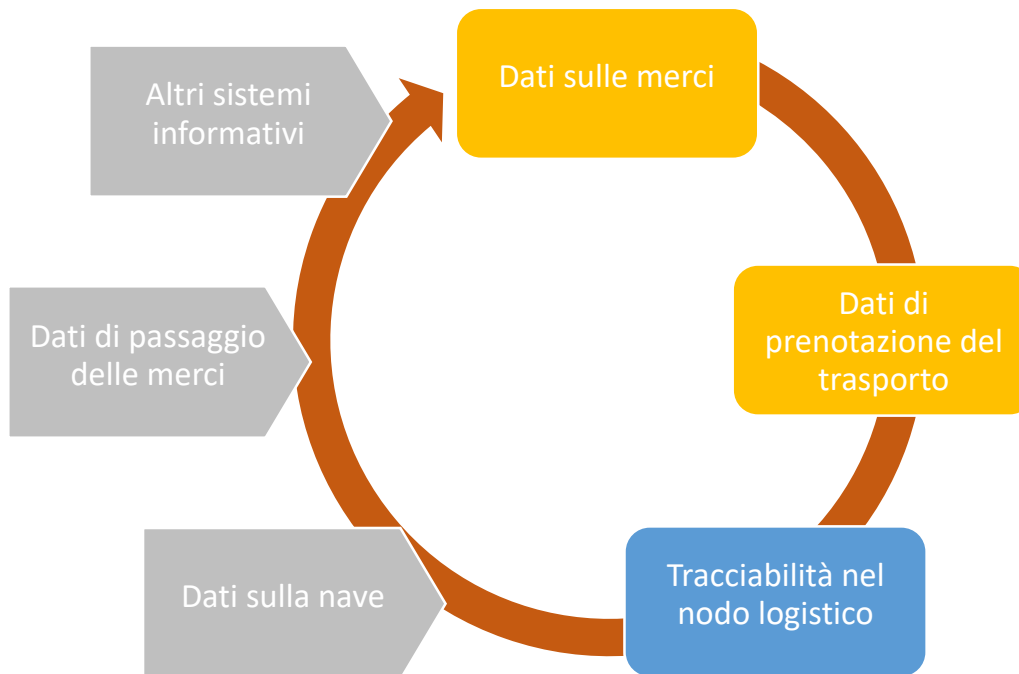 Dati sulle merci
Altri sistemi
informativi
Dati di
prenotazione del
trasporto
Dati di passaggio
delle merci
Tracciabilità nel
nodo logistico
Dati sulla nave